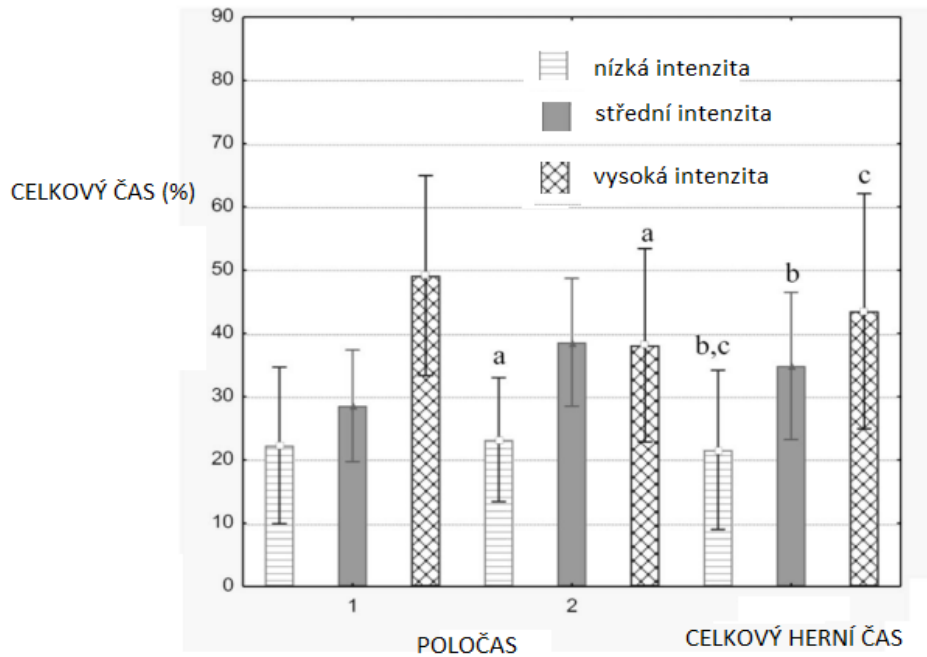 90
80
70
60
50
40
30
20
10
0
nízká intenzita
střední intenzita
vysoká intenzita
CELKOVÝ ČAS (%)
a
a
b,c
b
c
1
2
POLOČAS
CELKOVÝ HERNÍ ČAS